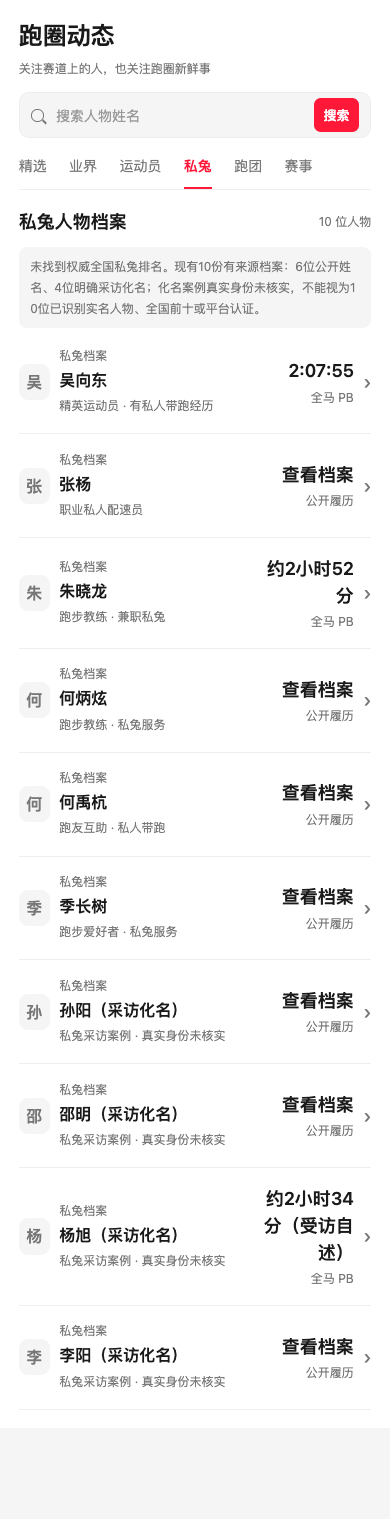 跑圈动态
关注赛道上的人，也关注跑圈新鲜事
搜索人物姓名
搜索
精选 业界 运动员 私兔 跑团 赛事
私兔人物档案
10 位人物
未找到权威全国私兔排名。现有10份有来源档案：6位公开姓
名、4位明确采访化名；化名案例真实身份未核实，不能视为1
0位已识别实名人物、全国前十或平台认证。
吴
私兔档案
吴向东
精英运动员 · 有私人带跑经历
2:07:55
全马 PB
张
私兔档案
张杨
职业私人配速员
查看档案
公开履历
朱
私兔档案
朱晓龙
跑步教练 · 兼职私兔
约2小时52
分
全马 PB
何
私兔档案
何炳炫
跑步教练 · 私兔服务
查看档案
公开履历
何
私兔档案
何禹杭
跑友互助 · 私人带跑
查看档案
公开履历
季
私兔档案
季长树
跑步爱好者 · 私兔服务
查看档案
公开履历
孙
私兔档案
孙阳（采访化名）
私兔采访案例 · 真实身份未核实
查看档案
公开履历
邵
私兔档案
邵明（采访化名）
私兔采访案例 · 真实身份未核实
查看档案
公开履历
杨
私兔档案
杨旭（采访化名）
私兔采访案例 · 真实身份未核实
约2小时34
分（受访自
述）
全马 PB
李
私兔档案
李阳（采访化名）
私兔采访案例 · 真实身份未核实
查看档案
公开履历